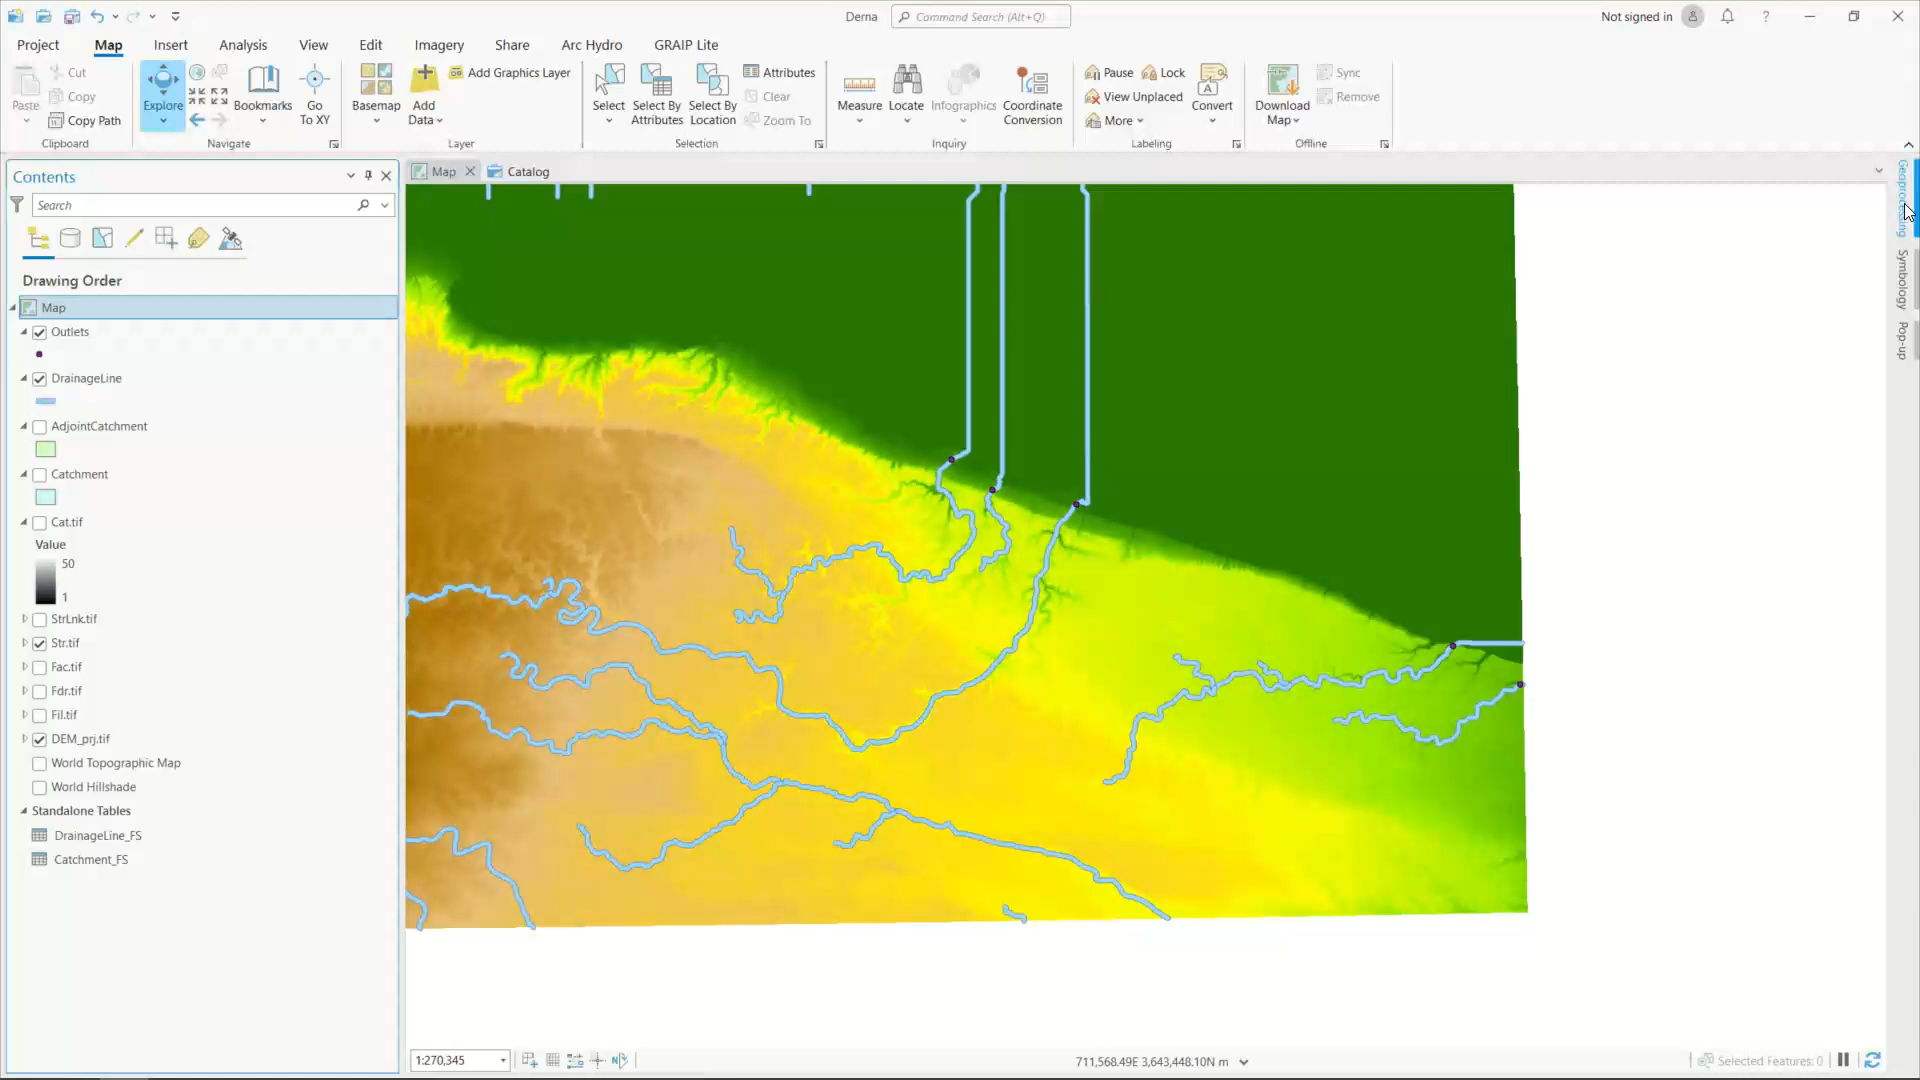 Derna
Command Search (Alt+Q)
Not signed in
Project
Map
Insert
Analysis
View
Edit
Imagery
Share
Arc Hydro
GRAIP Lite
Paste
Cut
Copy
Copy Path
Clipboard
Explore
Bookmarks
Go
To XY
Navigate
Basemap
Add
Data
Add Graphics Layer
Layer
Select
Select By
Attributes
Select By
Location
Attributes
Clear
Zoom To
Selection
Measure
Locate
Infographics
Coordinate
Conversion
Inquiry
Pause
Lock
View Unplaced
More
Convert
Labeling
Download
Map
Sync
Remove
Offline
Contents
Search
Drawing Order
Map
Outlets
DrainageLine
AdjointCatchment
Catchment
Cat.tif
Value
50
1
StrLnk.tif
Str.tif
Fac.tif
Fdr.tif
Fil.tif
DEM_prj.tif
World Topographic Map
World Hillshade
Standalone Tables
DrainageLine_FS
Catchment_FS
Map
Catalog
Geoprocessing
Symbology
Pop-up
1:270,345
711,568.49E 3,643,448.10N m
Selected Features: 0